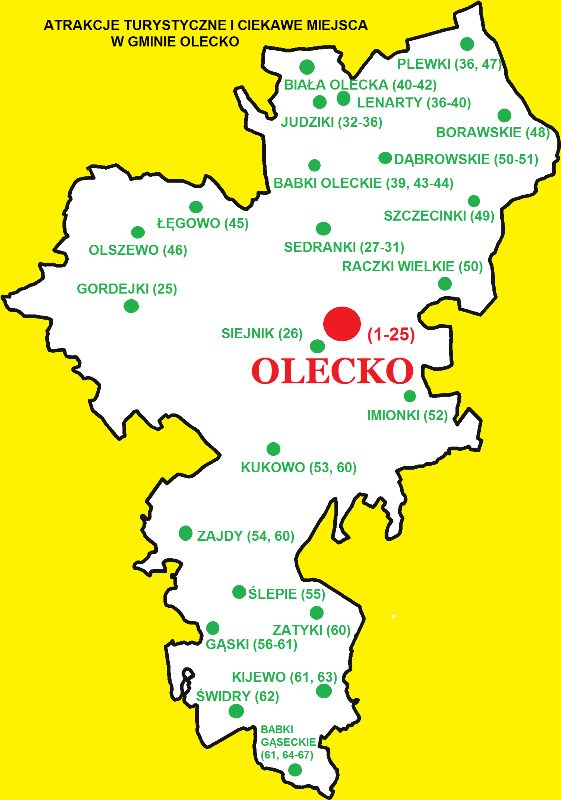 ATRAKCJE TURYSTYCZNE I CIEKAWE MIEJSCA
W GMINIE OLECKO
PLEWKI (36, 47)
BIAŁA OLECKA (40-42)
LENARTY (36-40)
JUDZIKI (32-36)
BORAWSKIE (48)
DĄBROWSKIE (50-51)
BABKI OLECKIE (39, 43-44)
SZCZECINKI (49)
ŁĘGOWO (45)
OLSZEWO (46)
SEDRANKI (27-31)
RACZKI WIELKIE (50)
GORDEJKI (25)
SIEJNIK (26)
(1-25)
OLECKO
IMIONKI (52)
KUKOWO (53, 60)
ZAJDY (54, 60)
ŚLEPIE (55)
ZATYKI (60)
GĄSKI (56-61)
KIJEWO (61, 63)
ŚWIDRY (62)
BABKI
GĄSECKIE
(61, 64-67)